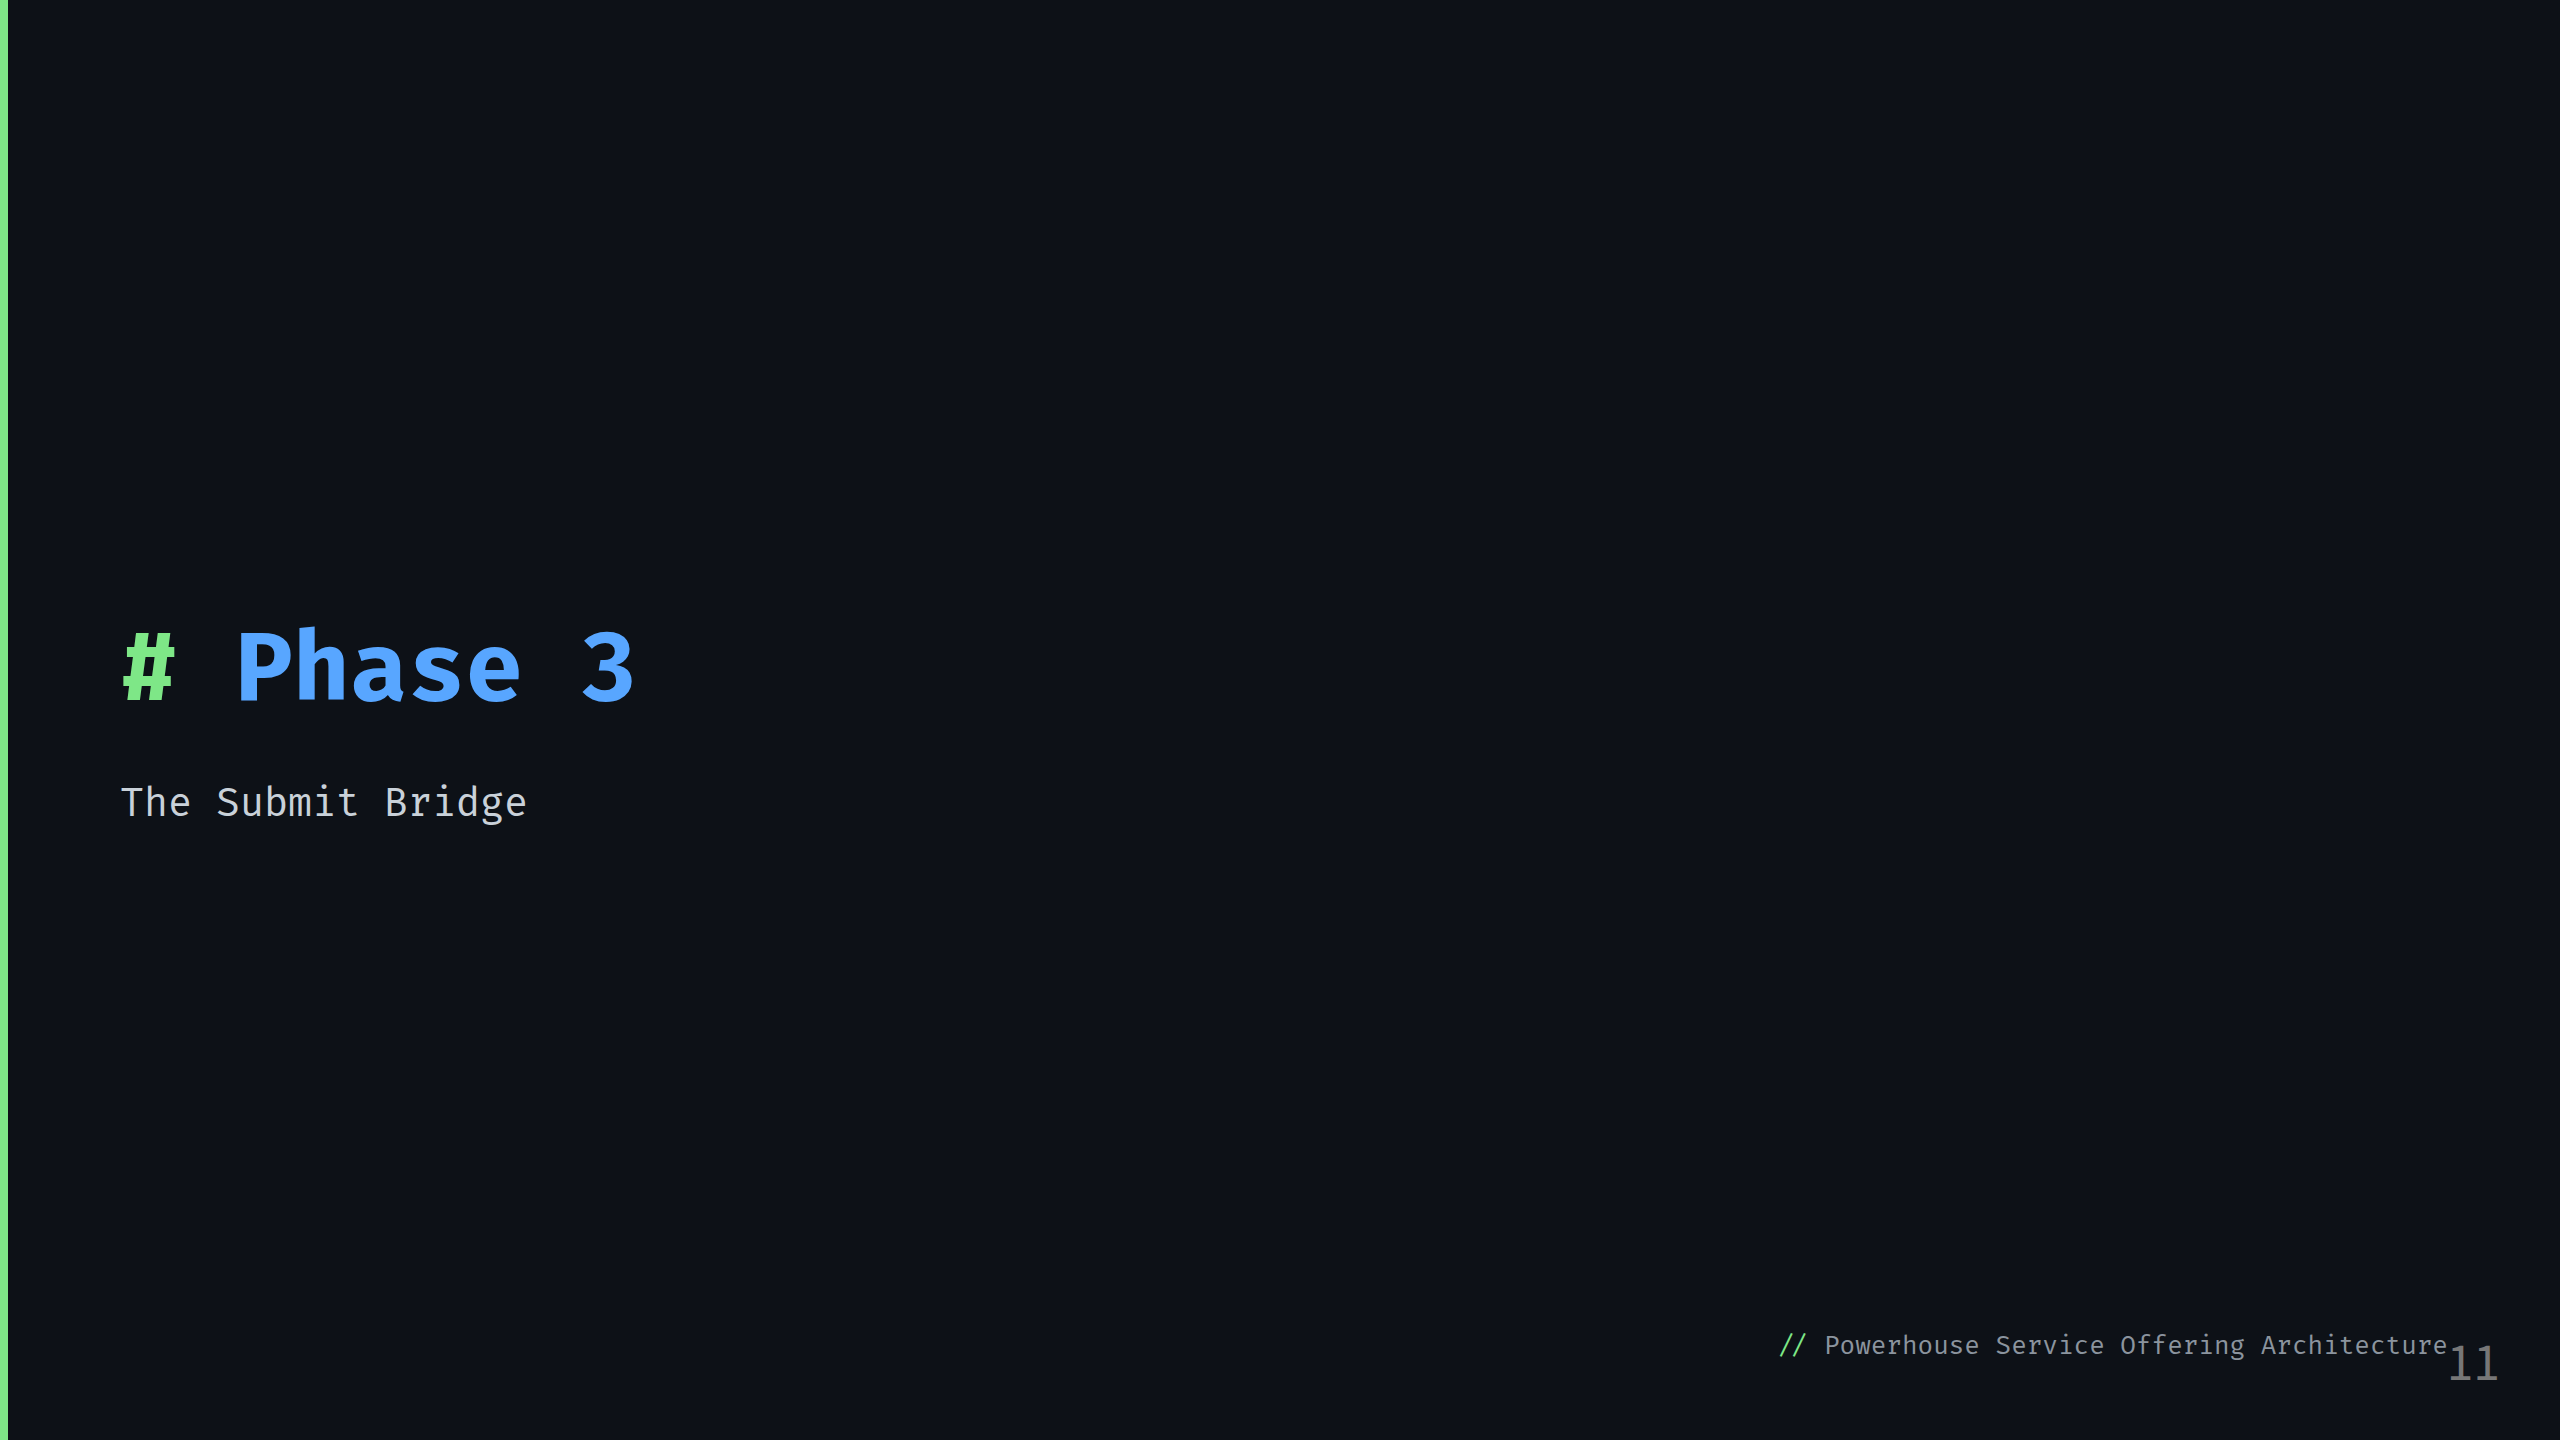 # Phase 3
The Submit Bridge
// Powerhouse Service Offering Architecture
11